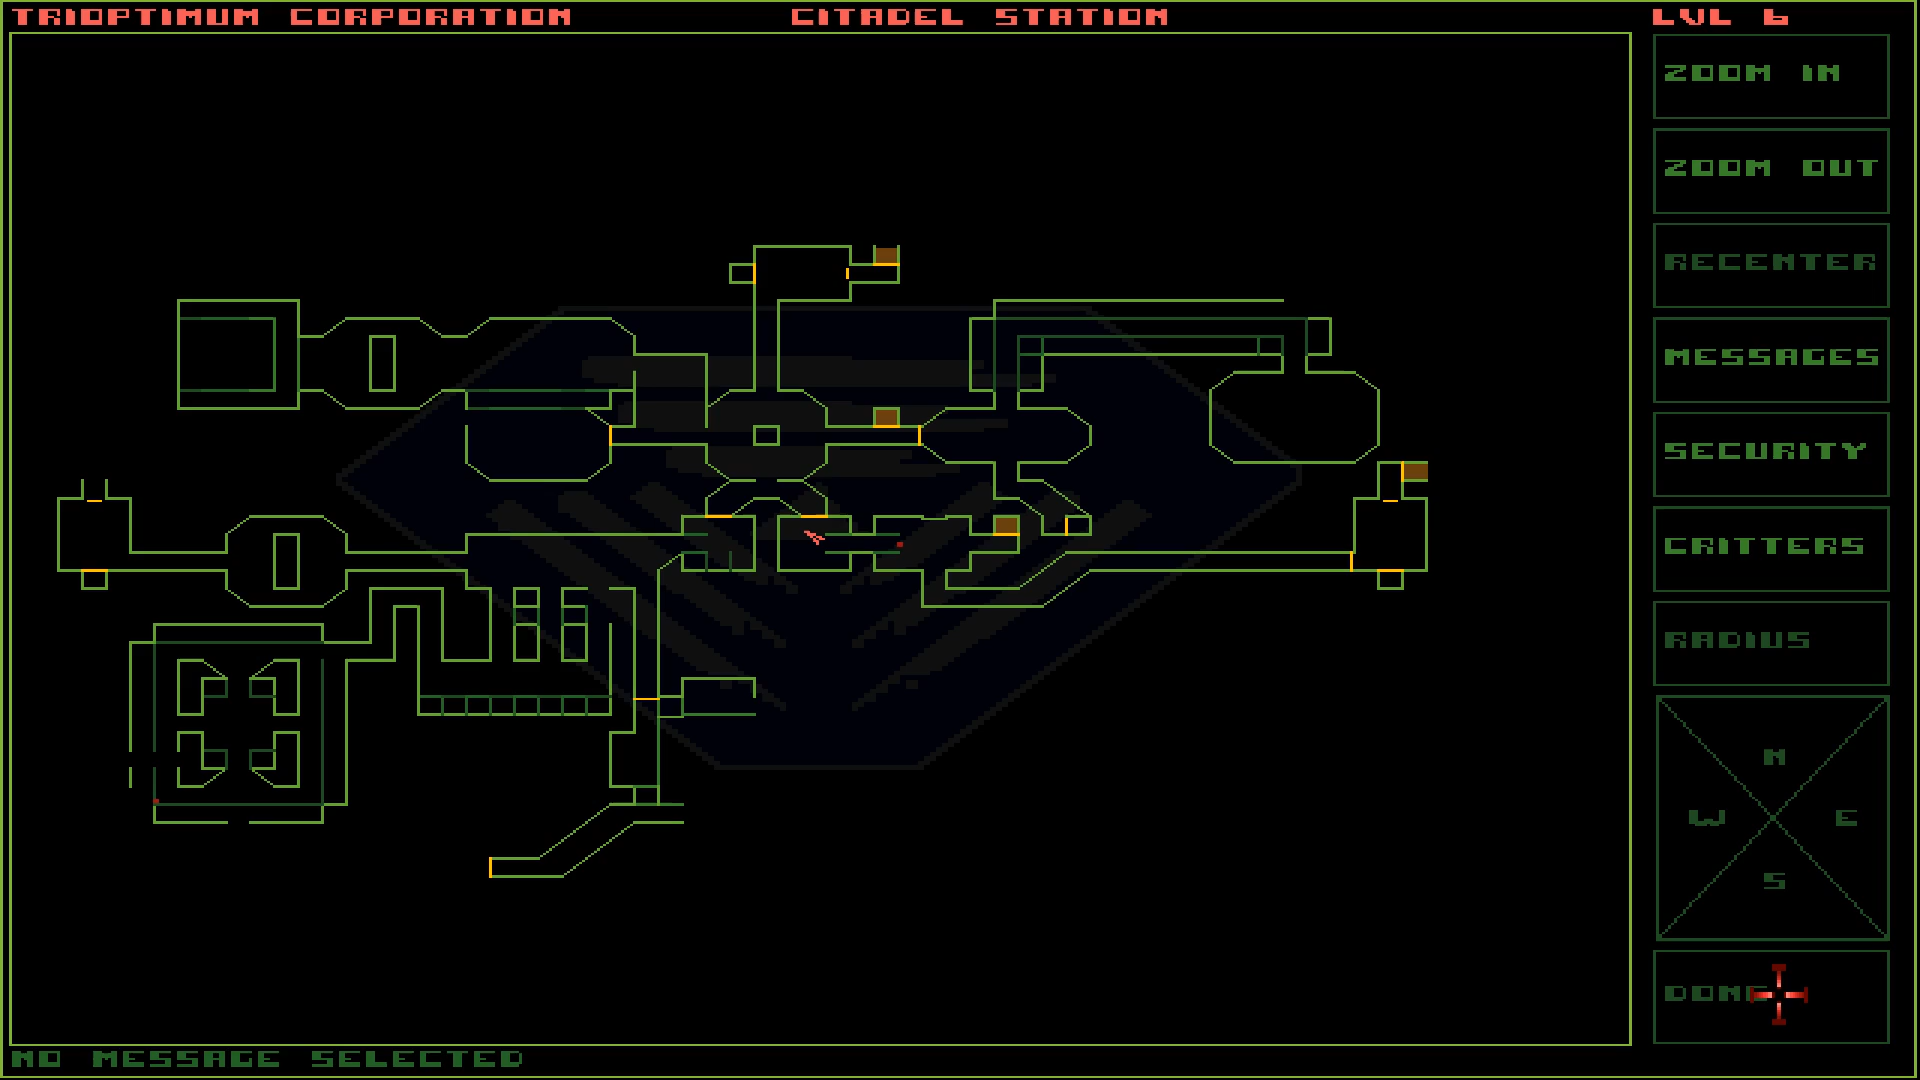 TRIOPTIMUM CORPORATION CITADEL STATION LVL 6
ZOOM IN
ZOOM OUT
RECENTER
MESSAGES
SECURITY
CRITTERS
RADIUS
N
W E
S
DONE
NO MESSAGE SELECTED